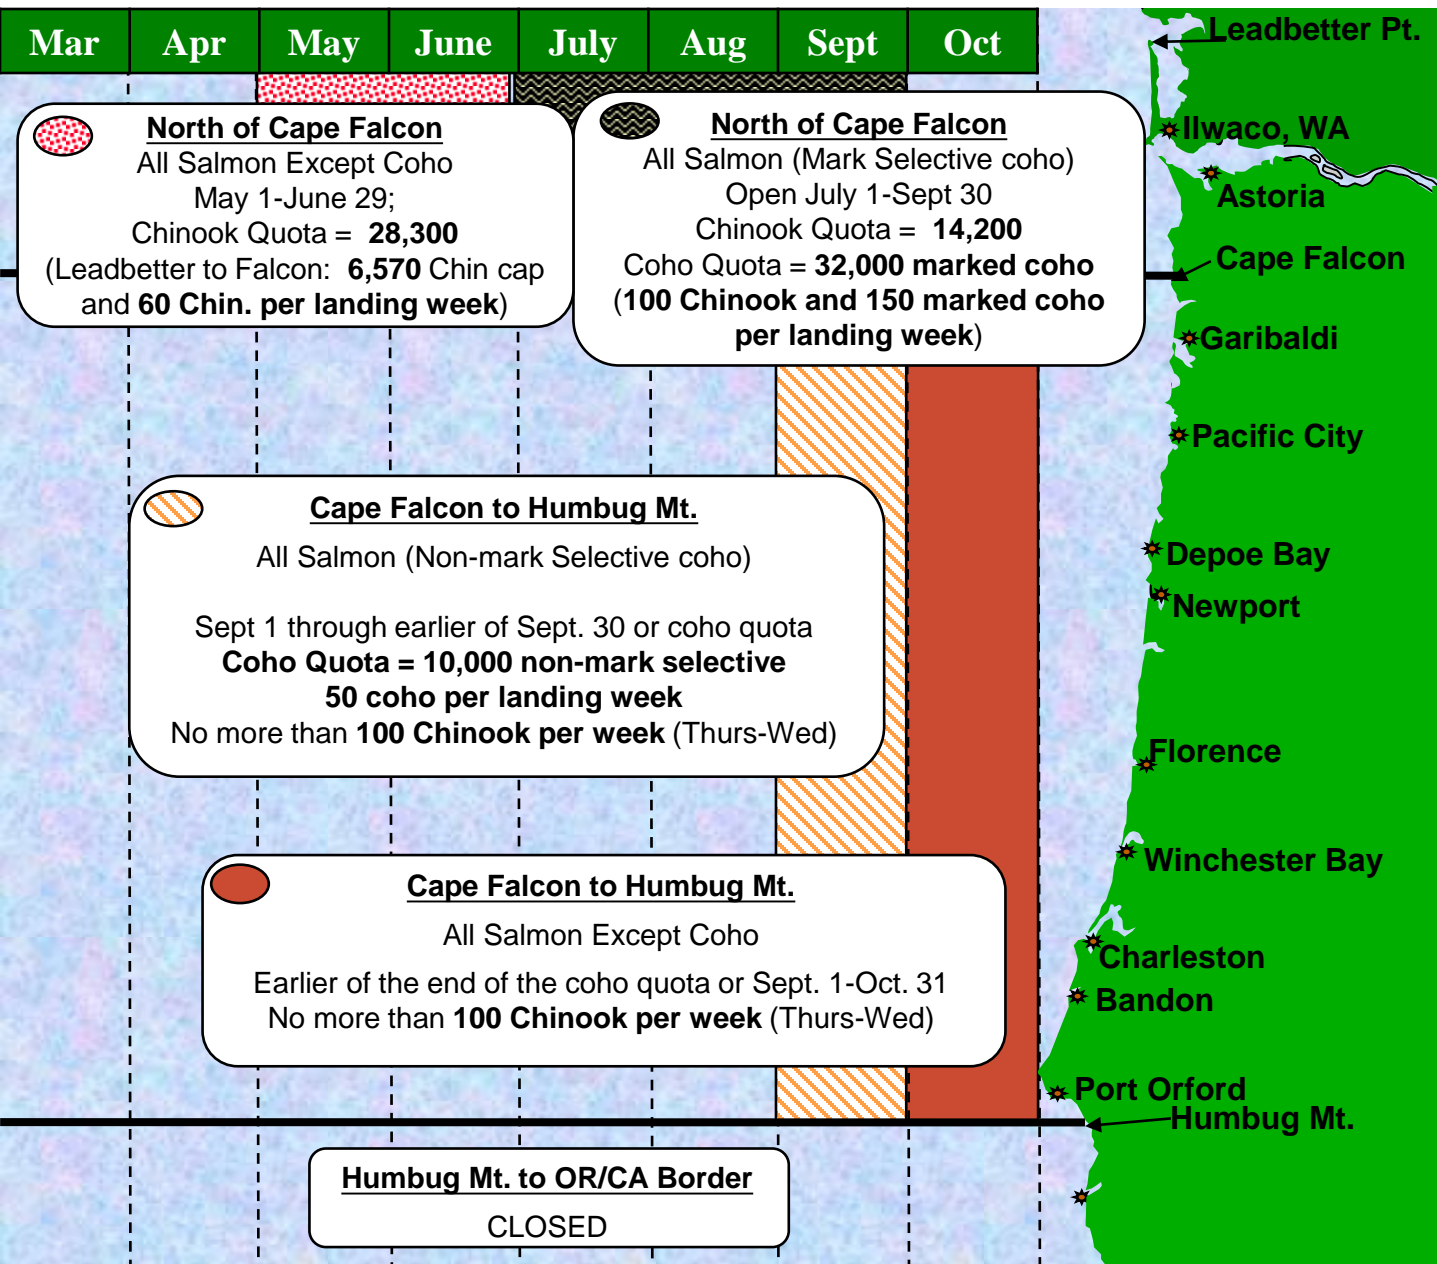 Mar Apr May June July Aug Sept Oct
North of Cape Falcon
All Salmon Except Coho
May 1-June 29;
Chinook Quota = 28,300
(Leadbetter to Falcon: 6,570 Chin cap
and 60 Chin. per landing week)
North of Cape Falcon
All Salmon (Mark Selective coho)
Open July 1-Sept 30
Chinook Quota = 14,200
Coho Quota = 32,000 marked coho
(100 Chinook and 150 marked coho
per landing week)
Cape Falcon to Humbug Mt.
All Salmon (Non-mark Selective coho)
Sept 1 through earlier of Sept. 30 or coho quota
Coho Quota = 10,000 non-mark selective
50 coho per landing week
No more than 100 Chinook per week (Thurs-Wed)
Cape Falcon to Humbug Mt.
All Salmon Except Coho
Earlier of the end of the coho quota or Sept. 1-Oct. 31
No more than 100 Chinook per week (Thurs-Wed)
Humbug Mt. to OR/CA Border
CLOSED
Leadbetter Pt.
Ilwaco, WA
Astoria
Cape Falcon
Garibaldi
Pacific City
Depoe Bay
Newport
Florence
Winchester Bay
Charleston
Bandon
Port Orford
Humbug Mt.